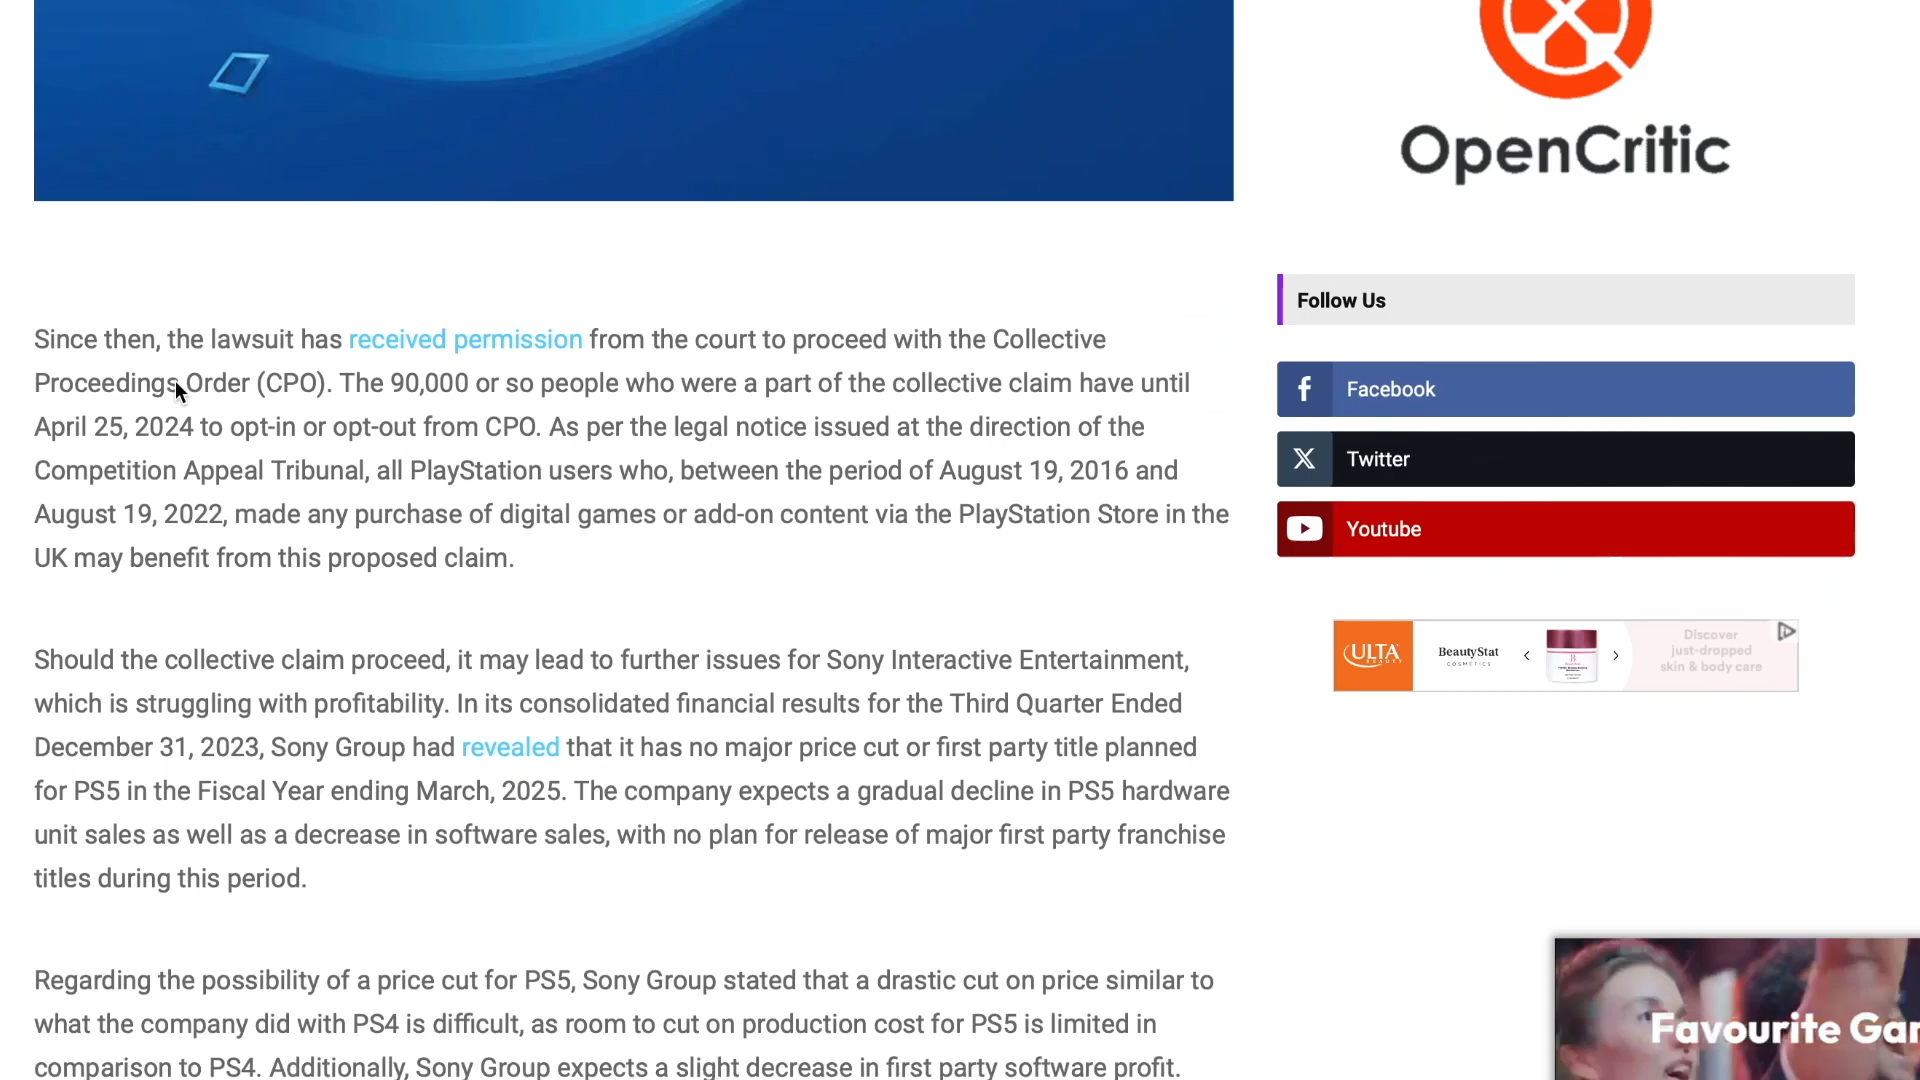 OpenCritic
Since then, the lawsuit has received permission from the court to proceed with the Collective
Proceedings Order (CPO). The 90,000 or so people who were a part of the collective claim have until
April 25, 2024 to opt-in or opt-out from CPO. As per the legal notice issued at the direction of the
Competition Appeal Tribunal, all PlayStation users who, between the period of August 19, 2016 and
August 19, 2022, made any purchase of digital games or add-on content via the PlayStation Store in the
UK may benefit from this proposed claim.
Should the collective claim proceed, it may lead to further issues for Sony Interactive Entertainment,
which is struggling with profitability. In its consolidated financial results for the Third Quarter Ended
December 31, 2023, Sony Group had revealed that it has no major price cut or first party title planned
for PS5 in the Fiscal Year ending March, 2025. The company expects a gradual decline in PS5 hardware
unit sales as well as a decrease in software sales, with no plan for release of major first party franchise
titles during this period.
Regarding the possibility of a price cut for PS5, Sony Group stated that a drastic cut on price similar to
what the company did with PS4 is difficult, as room to cut on production cost for PS5 is limited in
comparison to PS4. Additionally, Sony Group expects a slight decrease in first party software profit.
Follow Us
Facebook
Twitter
Youtube
ULTA
BEAUTY
BeautyStat
COSMETICS
Discover
just-dropped
skin & body care
Favourite Gar